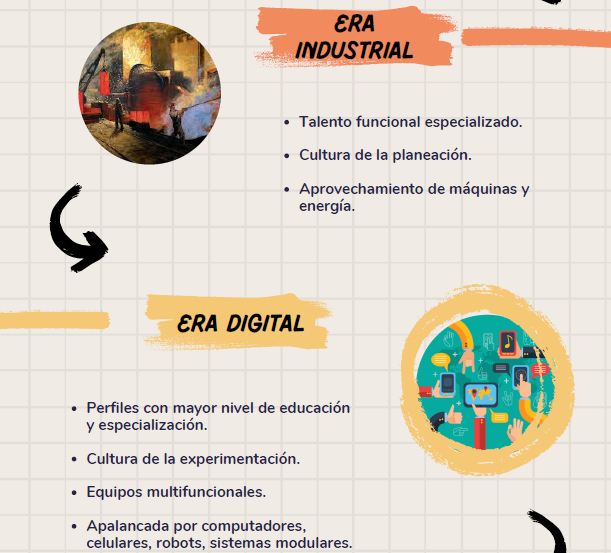 ERA
INDUSTRIAL
• Talento funcional especializado.
• Cultura de la planeación.
• Aprovechamiento de máquinas y
energía.
ERA DIGITAL
• Perfiles con mayor nivel de educación
y especialización.
• Cultura de la experimentación.
• Equipos multifuncionales.
• Apalancada por computadores,
celulares, robots, sistemas modulares.